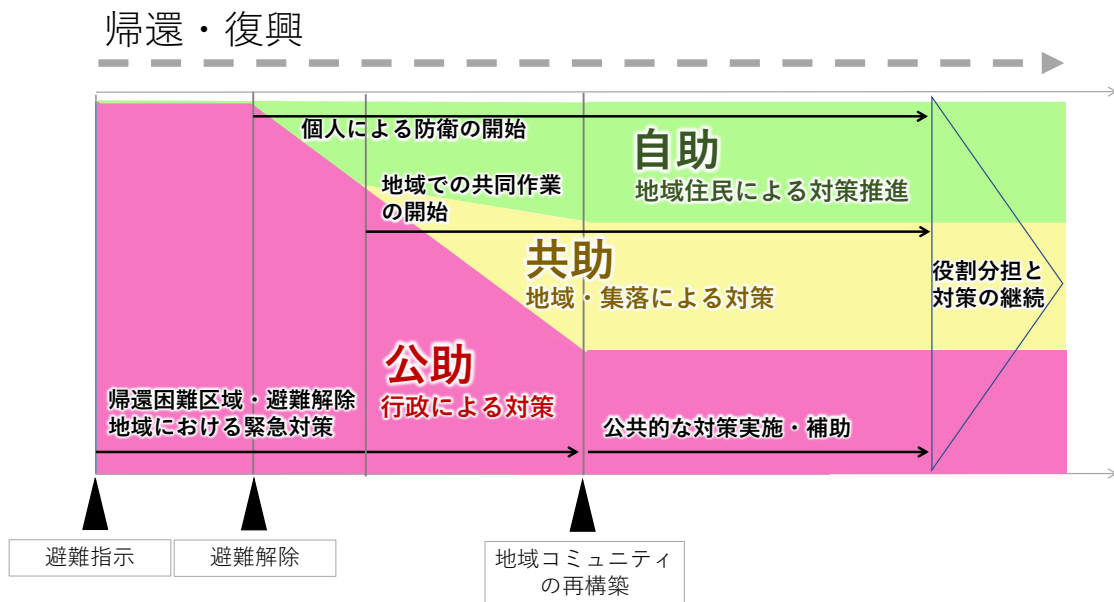 帰還・復興
個人による防衛の開始
自助
地域住民による対策推進
地域での共同作業
の開始
共助
地域・集落による対策
役割分担と
対策の継続
公助
行政による対策
帰還困難区域・避難解除
地域における緊急対策
公共的な対策実施・補助
避難指示
避難解除
地域コミュニティ
の再構築